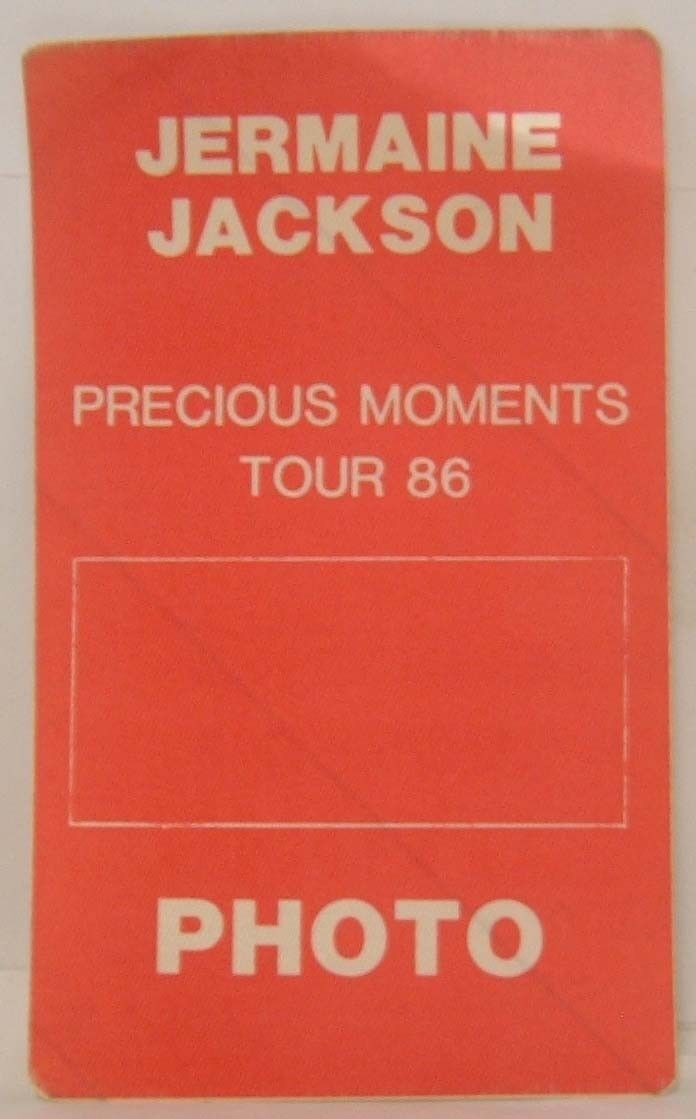 JERMAINE
JACKSON
PRECIOUS MOMENTS
TOUR 86
PHOTO